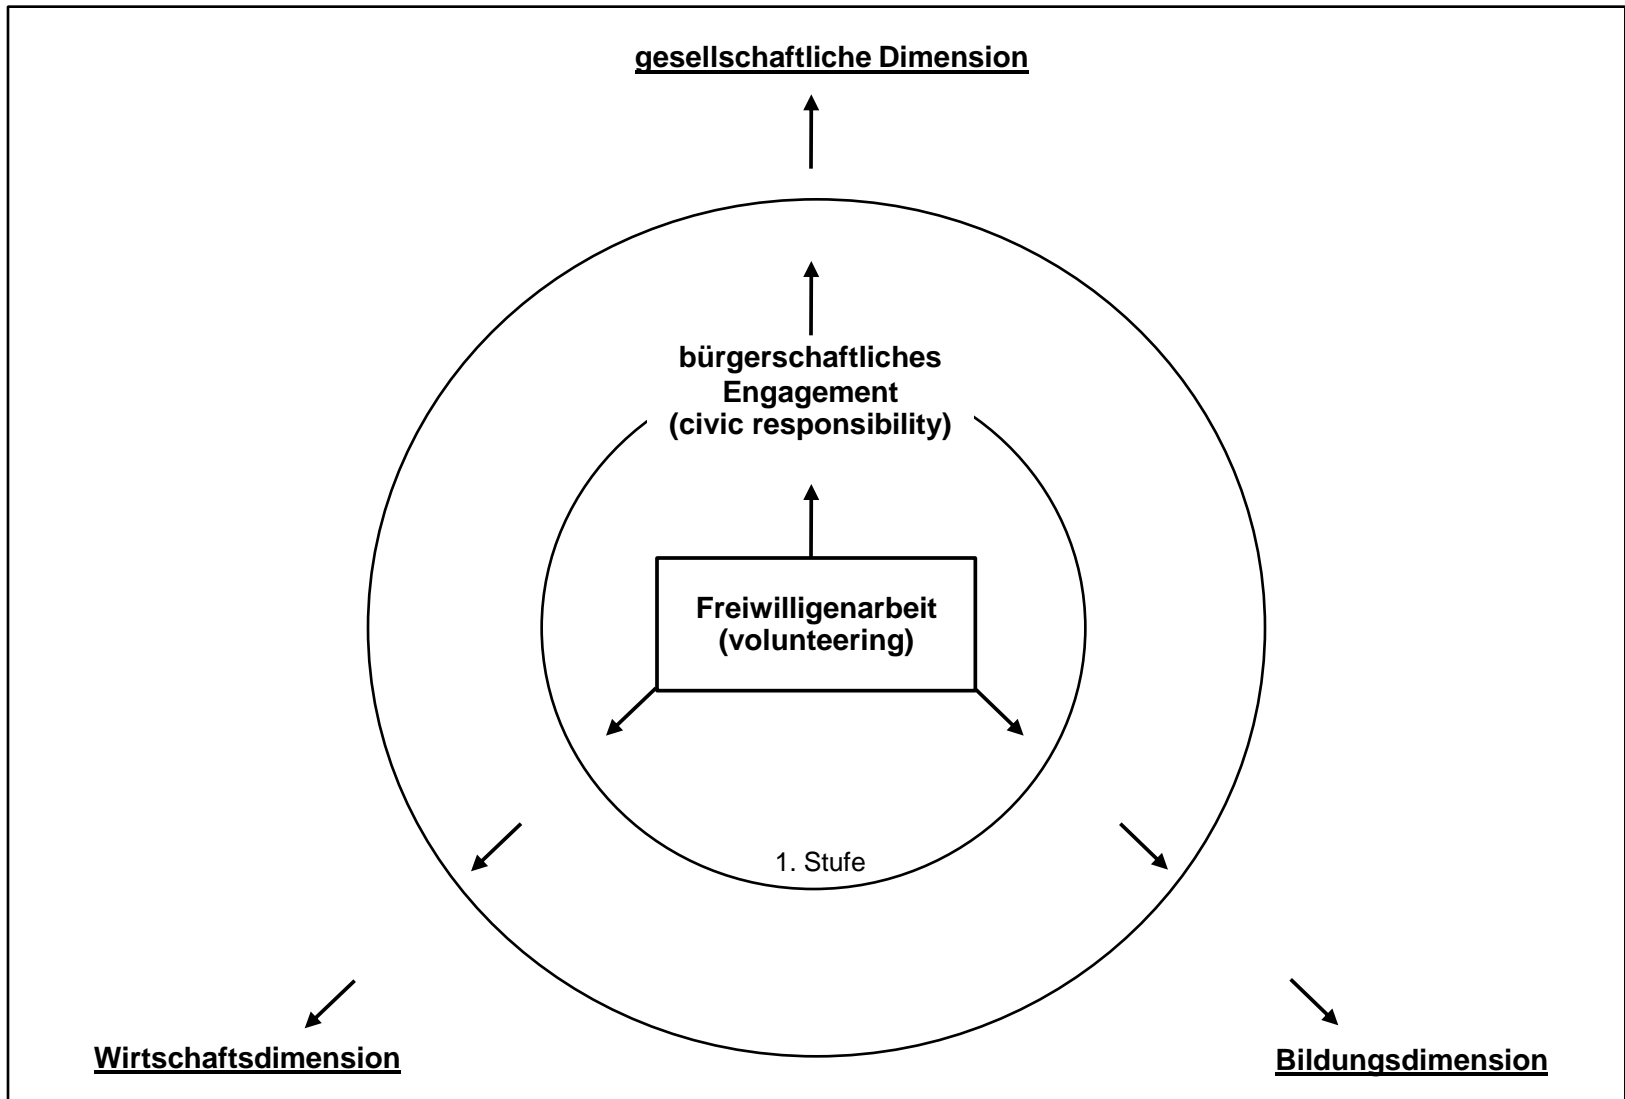 gesellschaftliche Dimension
bürgerschaftliches
Engagement
(civic responsibility)
Freiwilligenarbeit
(volunteering)
1. Stufe
Wirtschaftsdimension
Bildungsdimension